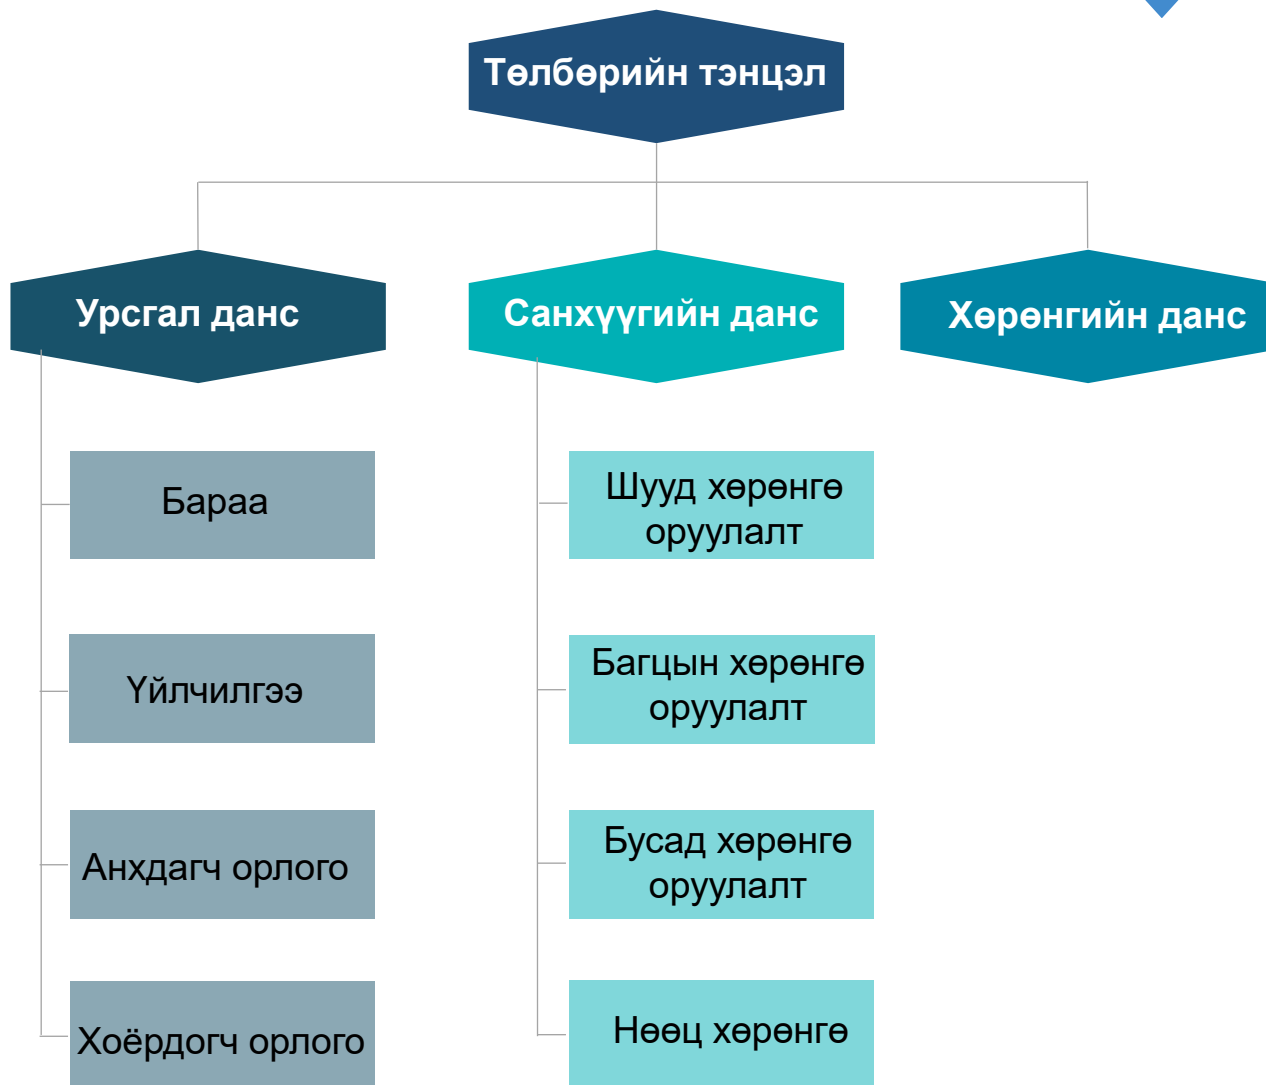 Төлбөрийн тэнцэл
Урсгал данс
Санхүүгийн данс
Хөрөнгийн данс
Бараа
Үйлчилгээ
Анхдагч орлого
Хоёрдогч орлого
Шууд хөрөнгө
оруулалт
Багцын хөрөнгө
оруулалт
Бусад хөрөнгө
оруулалт
Нөөц хөрөнгө